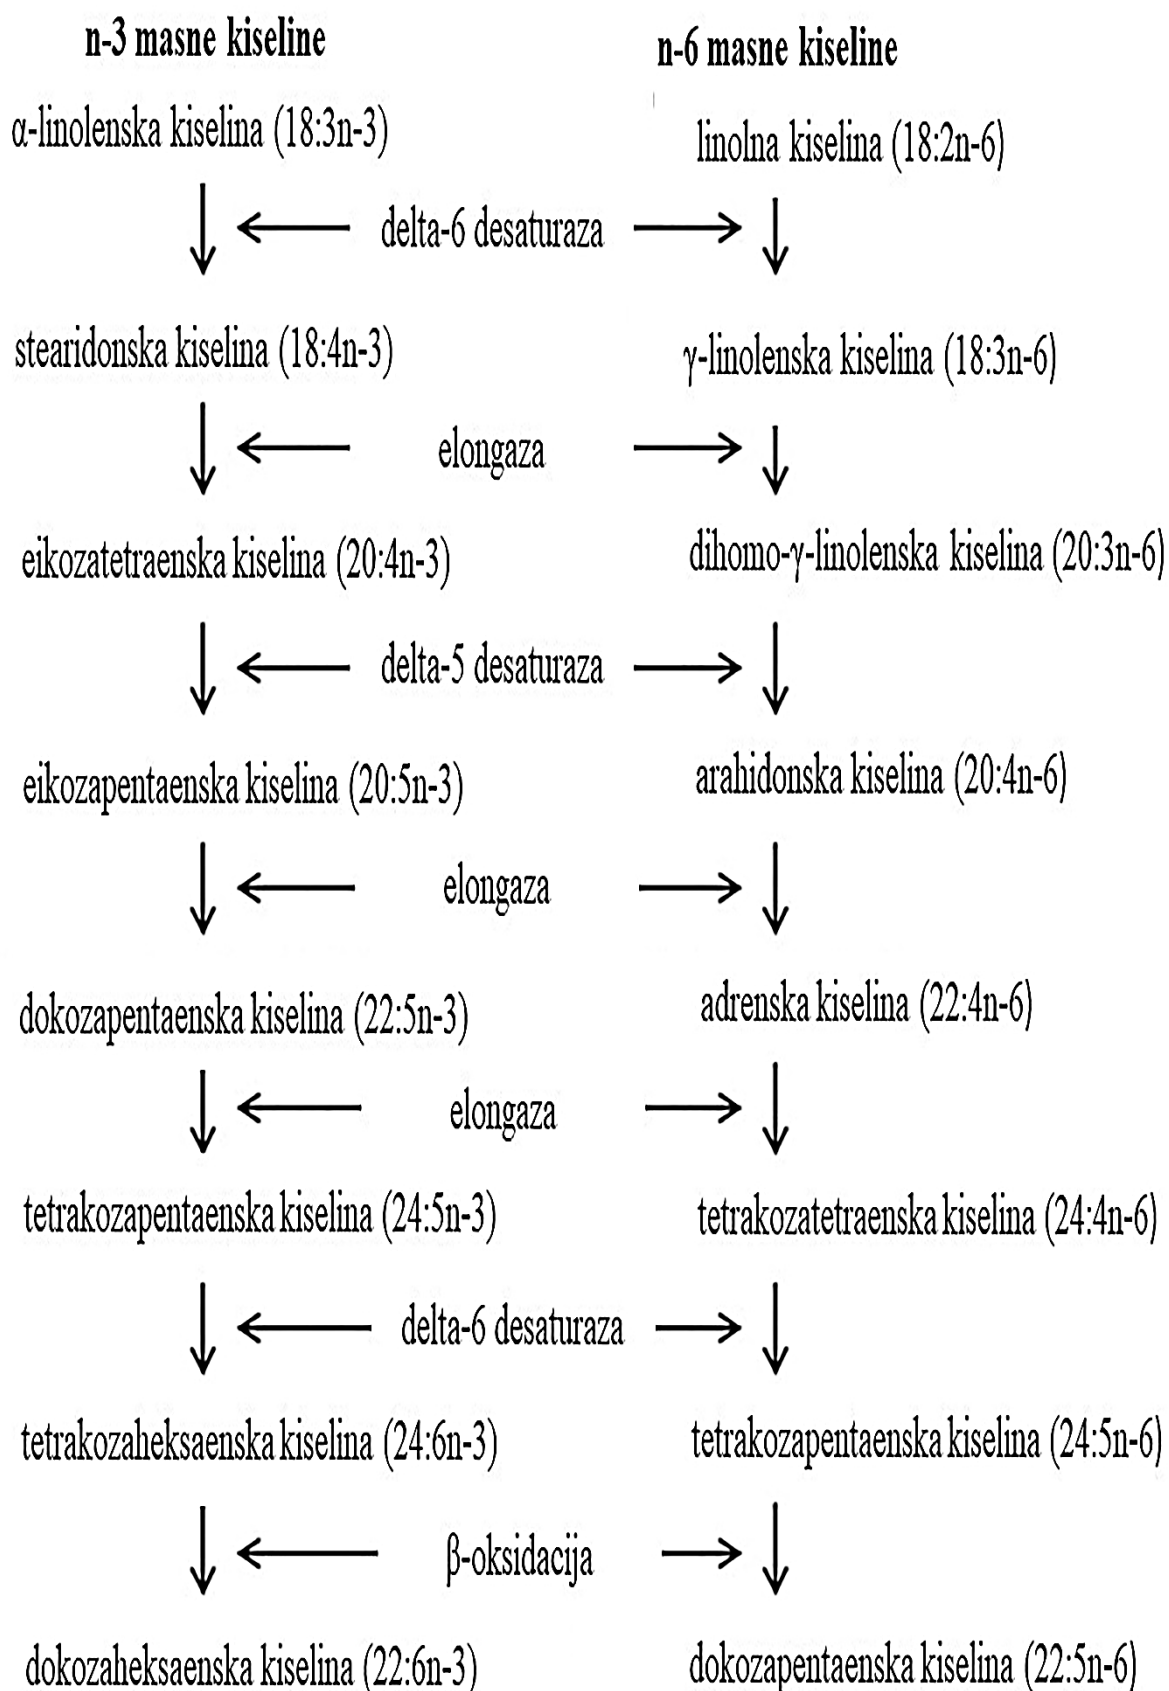 n-3 masne kiseline
n-6 masne kiseline
α-linolenska kiselina (18:3n-3)
linolna kiselina (18:2n-6)
delta-6 desaturaza
stearidonska kiselina (18:4n-3)
γ-linolenska kiselina (18:3n-6)
elongaza
eikozatetraenska kiselina (20:4n-3)
dihomo-γ-linolenska kiselina (20:3n-6)
delta-5 desaturaza
eikozapentaenska kiselina (20:5n-3)
arahidonska kiselina (20:4n-6)
elongaza
dokozapentaenska kiselina (22:5n-3)
adrenska kiselina (22:4n-6)
elongaza
tetrakozapentaenska kiselina (24:5n-3)
tetrakozatetraenska kiselina (24:4n-6)
delta-6 desaturaza
tetrakozaheksaenska kiselina (24:6n-3)
tetrakozapentaenska kiselina (24:5n-6)
β-oksidacija
dokozaheksaenska kiselina (22:6n-3)
dokozapentaenska kiselina (22:5n-6)